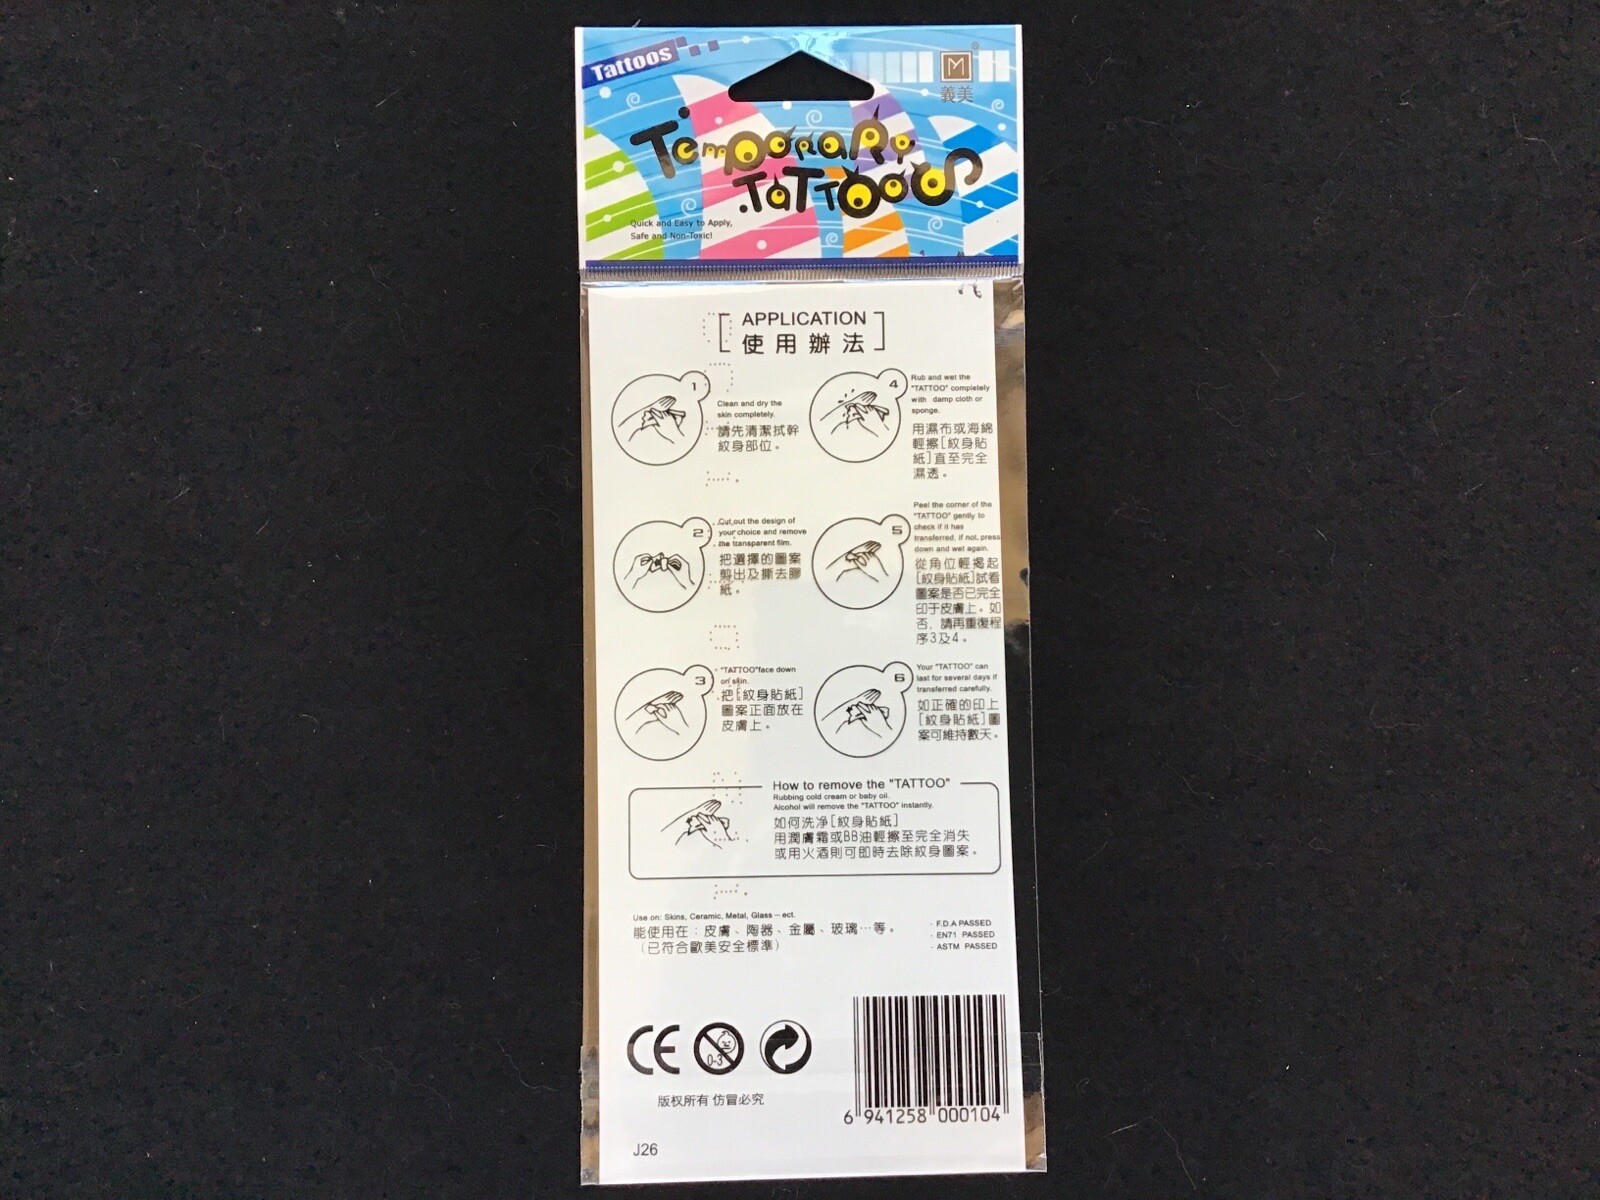 Tattoos
M
義美
Temporary
Tattoos
Quick and Easy to Apply,
Safe and Non-Toxic!
APPLICATION
使用辦法
1
Clean and dry the
skin completely.
請先清潔拭幹
紋身部位。
2
Cut out the design of
your choice and remove
the transparent film.
把選擇的圖案
剪出及撕去膠
紙。
3
"TATTOO"face down
on skin.
把[紋身貼紙]
圖案正面放在
皮膚上。
4
Rub and wet the
"TATTOO" completely
with damp cloth or
sponge.
用濕布或海綿
輕擦[紋身貼
紙]直至完全
濕透。
5
Peel the corner of the
"TATTOO" gently to
check if it has
transferred, if not, press
down and wet again.
從角位輕揭起
[紋身貼紙]試看
圖案是否已完全
印于皮膚上。如
否,請再重復程
序3及4。
6
Your "TATTOO" can
last for several days if
transferred carefully.
如正確的印上
[紋身貼紙]圖
案可維持數天。
How to remove the "TATTOO"
Rubbing cold cream or baby oil.
Alcohol will remove the "TATTOO" instantly.
如何洗净[紋身貼紙]
用潤膚霜或BB油輕擦至完全消失
或用火酒則可即時去除紋身圖案。
Use on: Skins, Ceramic, Metal, Glass—ect.
能使用在：皮膚、陶器、金屬、玻璃…等。
（已符合歐美安全標準）
- F.D.A PASSED
- EN71 PASSED
- ASTM PASSED
CE
0-3
版权所有 仿冒必究
6 941258 000104
J26